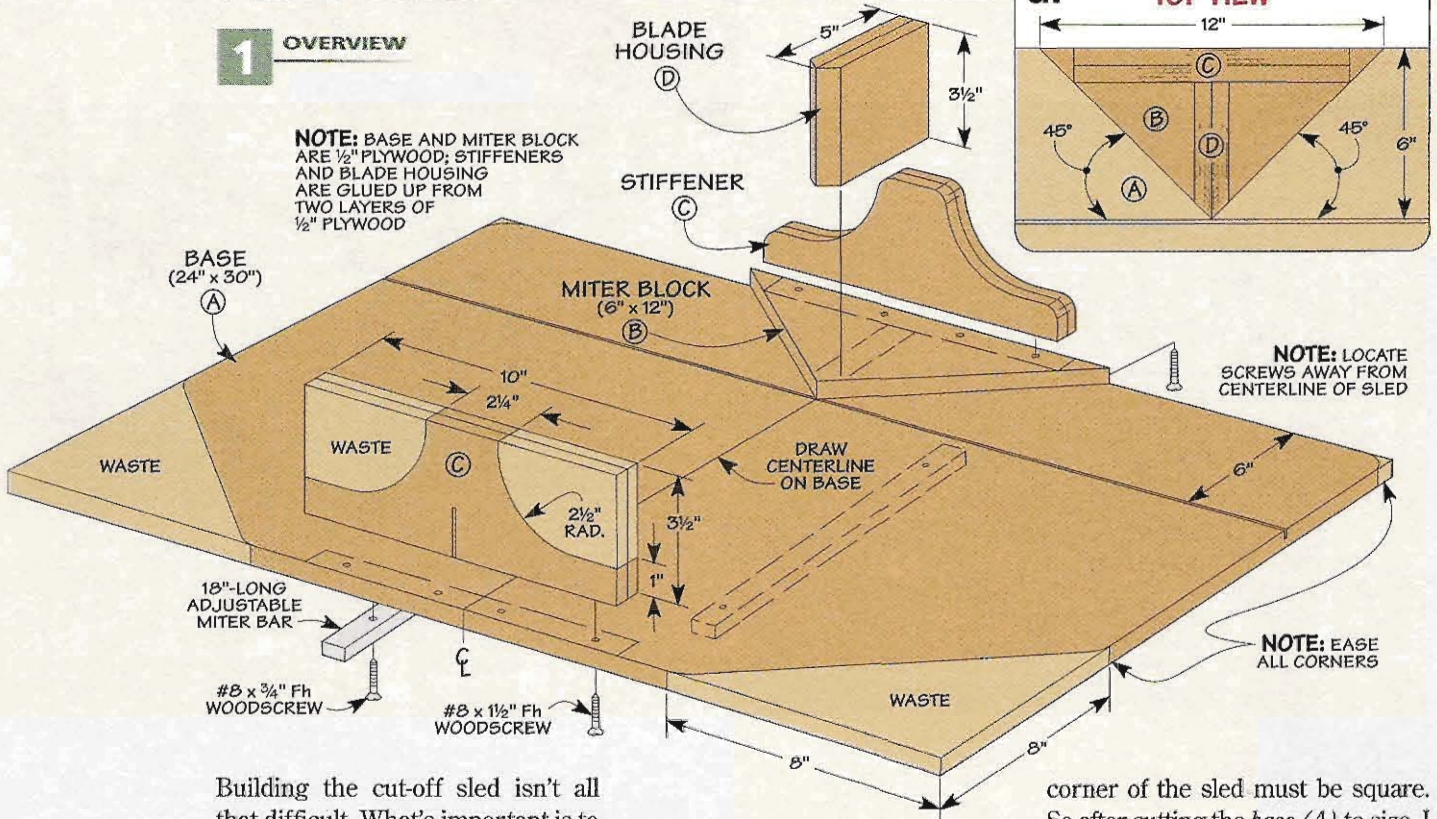 1 OVERVIEW
NOTE: BASE AND MITER BLOCK
ARE ½" PLYWOOD; STIFFENERS
AND BLADE HOUSING
ARE GLUED UP FROM
TWO LAYERS OF
½" PLYWOOD
BLADE
HOUSING
D
5"
3½"
STIFFENER
C
TOP VIEW
12"
C
B
D
A
45°
45°
6"
BASE
(24" x 30")
A
MITER BLOCK
(6" x 12")
B
NOTE: LOCATE
SCREWS AWAY FROM
CENTERLINE OF SLED
10"
2¼"
WASTE
WASTE
C
2½"
RAD.
3½"
1"
DRAW
CENTERLINE
ON BASE
6"
18"-LONG
ADJUSTABLE
MITER BAR
#8 x ¾" Fh
WOODSCREW
℄
#8 x 1½" Fh
WOODSCREW
WASTE
8"
8"
NOTE: EASE
ALL CORNERS
Building the cut-off sled isn't all
that difficult. What's important is to
corner of the sled must be square.
So after cutting the base (A) to size, I